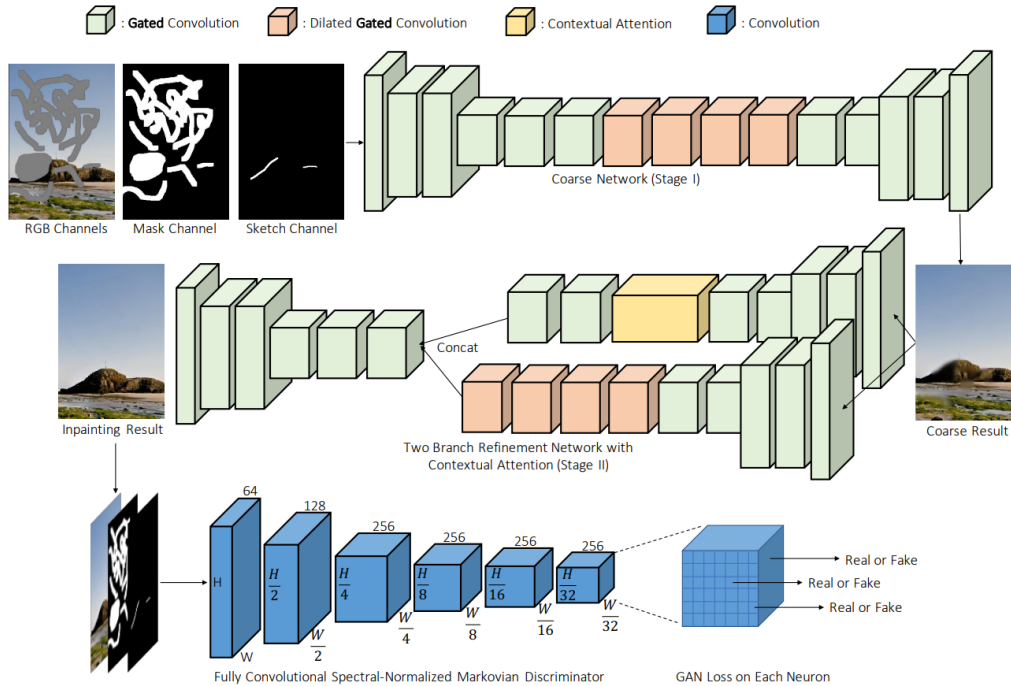 : Gated Convolution
: Dilated Gated Convolution
: Contextual Attention
: Convolution
RGB Channels
Mask Channel
Sketch Channel
Coarse Network (Stage I)
Concat
Inpainting Result
Two Branch Refinement Network with
Contextual Attention (Stage II)
Coarse Result
64
128
256
256
256
256
H
H/2
H/4
H/8
H/16
H/32
W
W/2
W/4
W/8
W/16
W/32
Real or Fake
Real or Fake
Real or Fake
Fully Convolutional Spectral-Normalized Markovian Discriminator
GAN Loss on Each Neuron